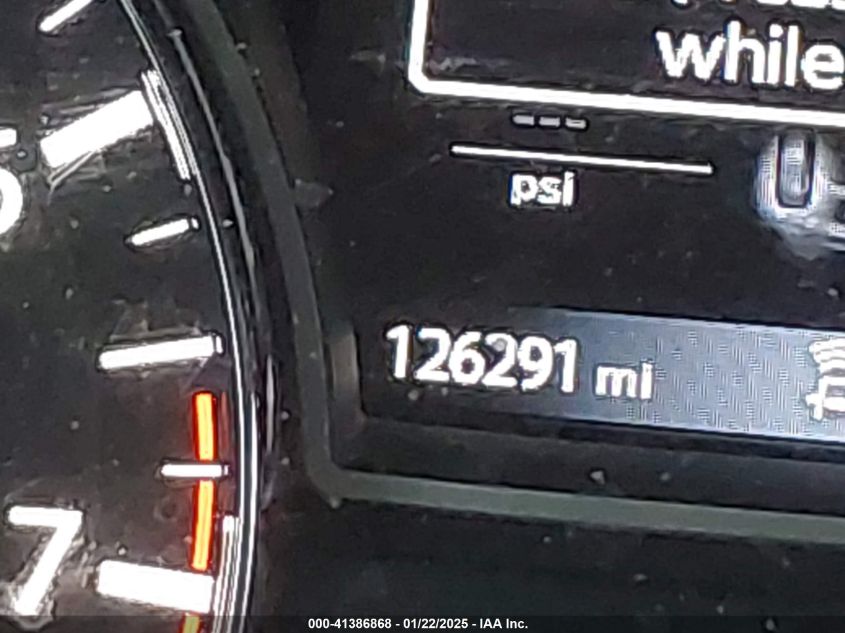 while
---
psi
126291 mi
7
000-41386868 - 01/22/2025 - IAA Inc.